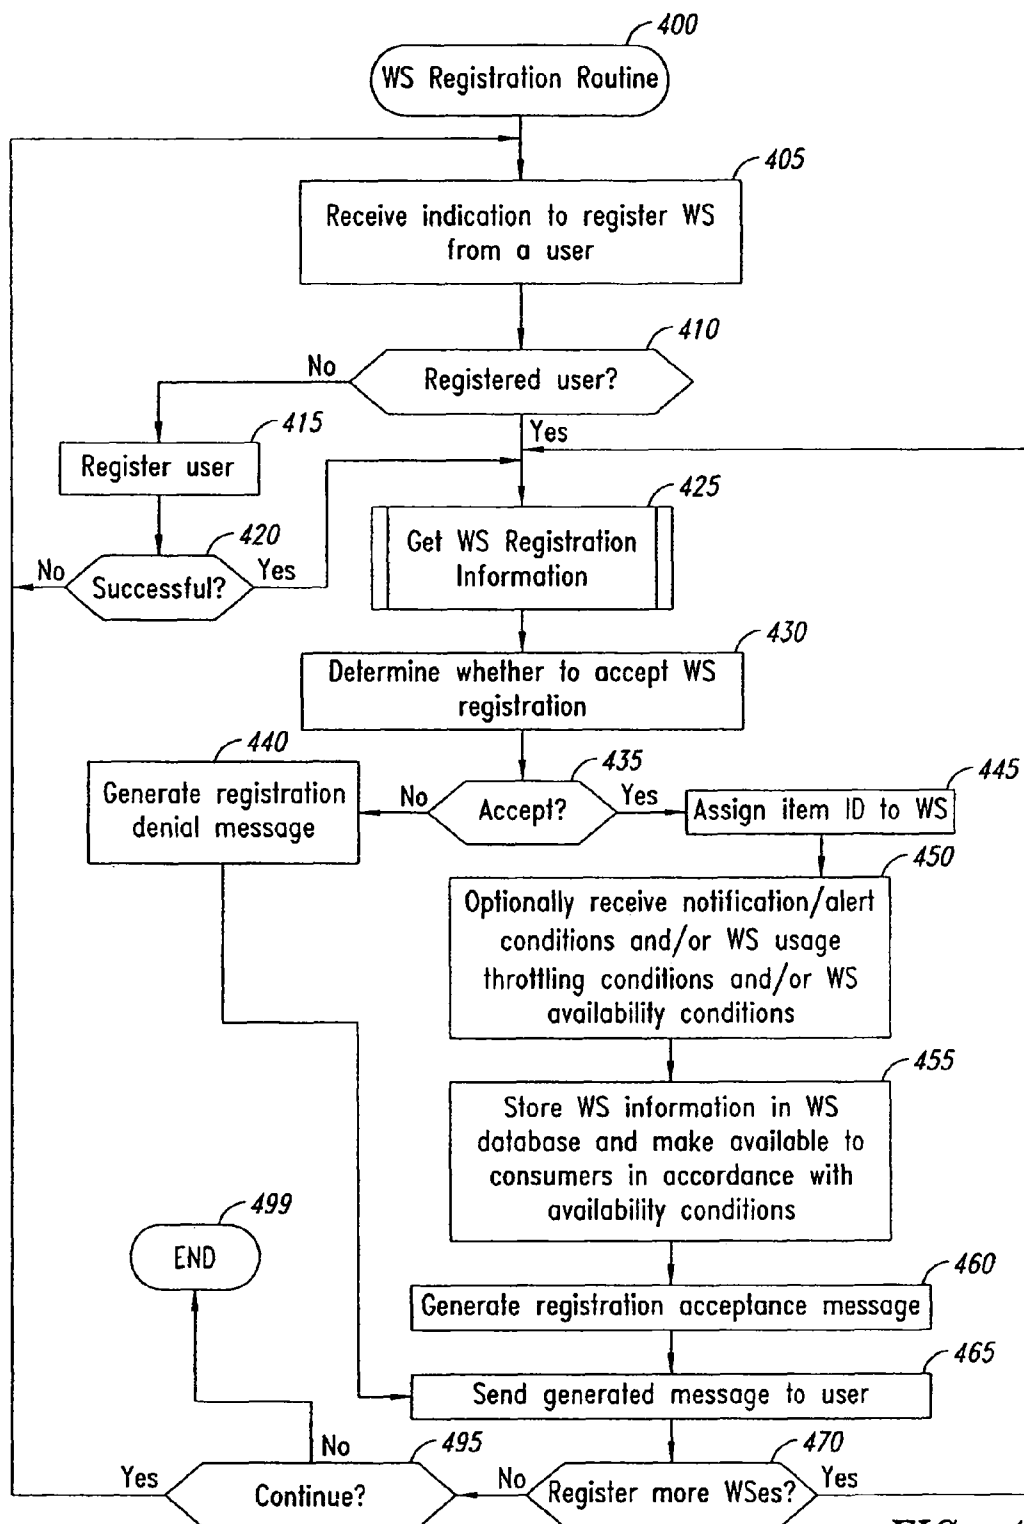 400
WS Registration Routine
405
Receive indication to register WS
from a user
410
No
Registered user?
415
Yes
Register user
425
420
Get WS Registration
Information
No
Successful?
Yes
430
Determine whether to accept WS
registration
440
435
445
Generate registration
denial message
No
Accept?
Yes
Assign item ID to WS
450
Optionally receive notification/alert
conditions and/or WS usage
throttling conditions and/or WS
availability conditions
455
Store WS information in WS
database and make available to
consumers in accordance with
availability conditions
499
END
460
Generate registration acceptance message
465
Send generated message to user
No
495
470
Yes
Continue?
No
Register more WSes?
Yes